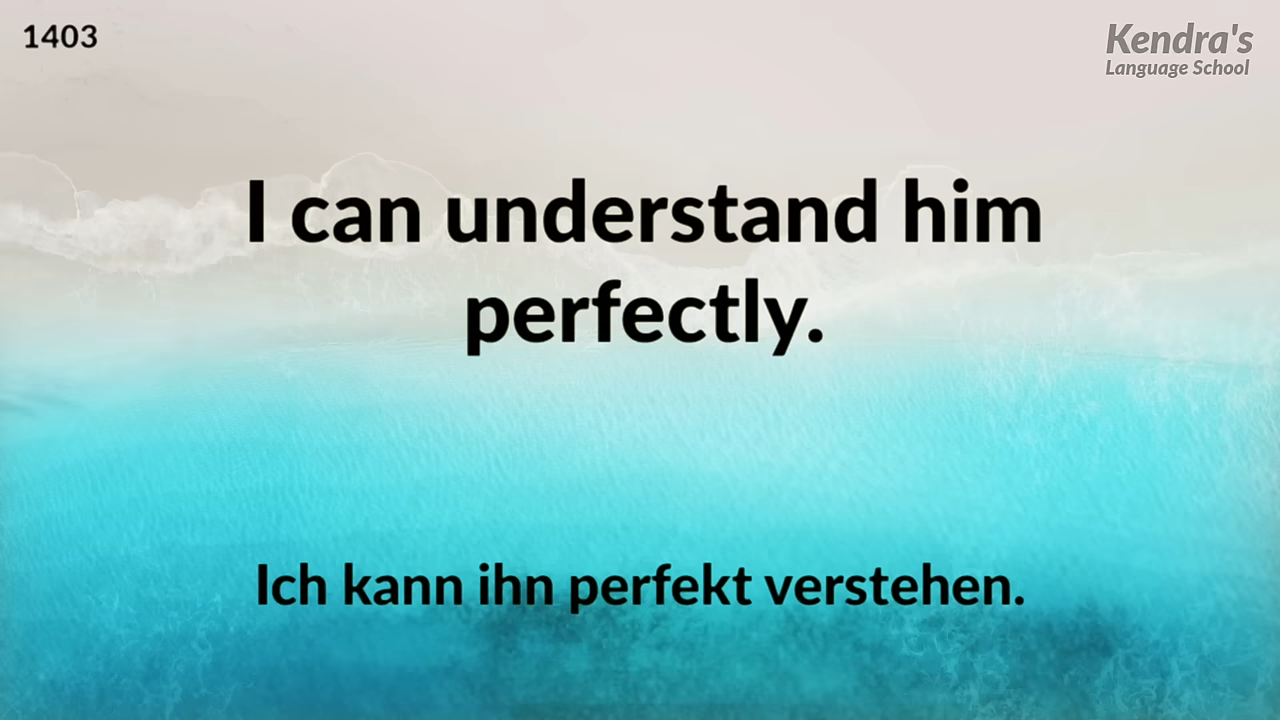 1403
Kendra's
Language School
I can understand him
perfectly.
Ich kann ihn perfekt verstehen.